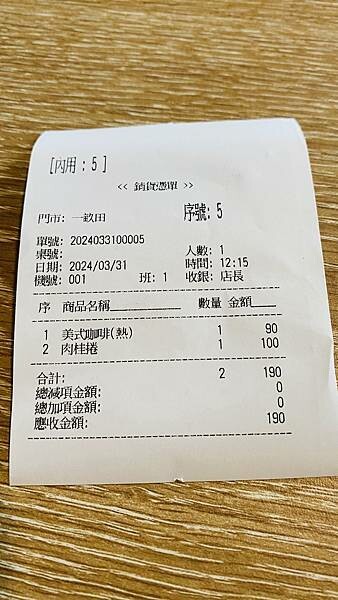 [內用 : 5 ]
<< 銷貨憑單 >>
門市: 一畝田 序號: 5
單號: 2024033100005
桌號: 人數: 1
日期: 2024/03/31 時間: 12:15
機號: 001 班: 1 收銀: 店長
序 商品名稱 數量 金額
1 美式咖啡(熱) 1 90
2 肉桂捲 1 100
合計: 2 190
總減項金額: 0
總加項金額: 0
應收金額: 190